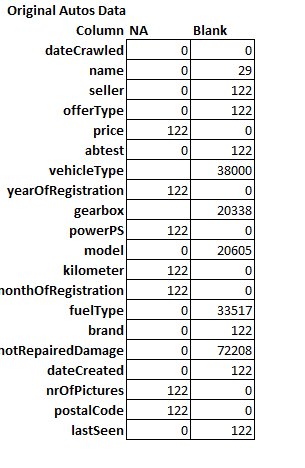 Original Autos Data
Column NA Blank
dateCrawled 0 0
name 0 29
seller 0 122
offerType 0 122
price 122 0
abtest 0 122
vehicleType 38000
yearOfRegistration 122 0
gearbox 20338
powerPS 122 0
model 0 20605
kilometer 122 0
monthOfRegistration 122 0
fuelType 0 33517
brand 0 122
notRepairedDamage 0 72208
dateCreated 0 122
nrOfPictures 122 0
postalCode 122 0
lastSeen 0 122